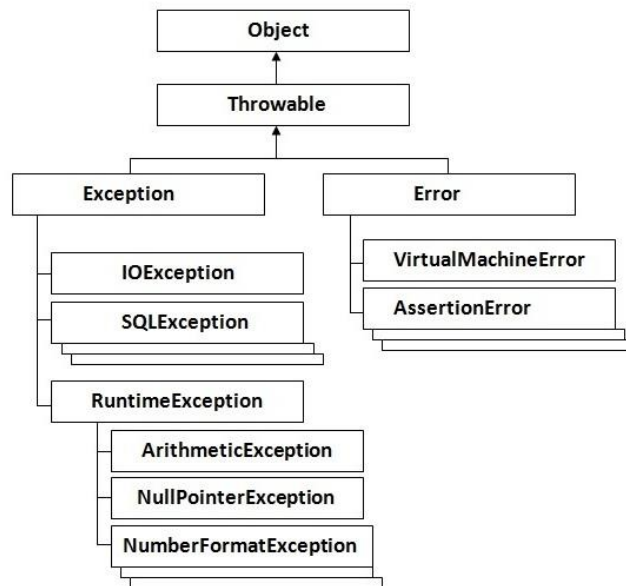 Object
Throwable
Exception
Error
IOException
VirtualMachineError
SQLException
AssertionError
RuntimeException
ArithmeticException
NullPointerException
NumberFormatException